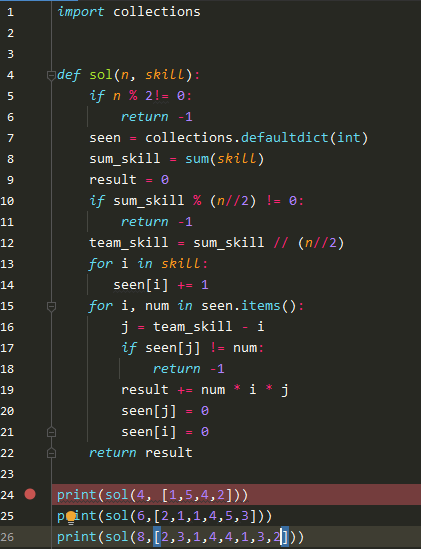 1 import collections
2
3
4 def sol(n, skill):
5     if n % 2!= 0:
6         return -1
7     seen = collections.defaultdict(int)
8     sum_skill = sum(skill)
9     result = 0
10     if sum_skill % (n//2) != 0:
11         return -1
12     team_skill = sum_skill // (n//2)
13     for i in skill:
14        seen[i] += 1
15     for i, num in seen.items():
16         j = team_skill - i
17         if seen[j] != num:
18             return -1
19         result += num * i * j
20         seen[j] = 0
21         seen[i] = 0
22     return result
23
24 print(sol(4, [1,5,4,2]))
25 print(sol(6,[2,1,1,4,4,5,3]))
26 print(sol(8,[2,3,1,4,4,1,3,2]))